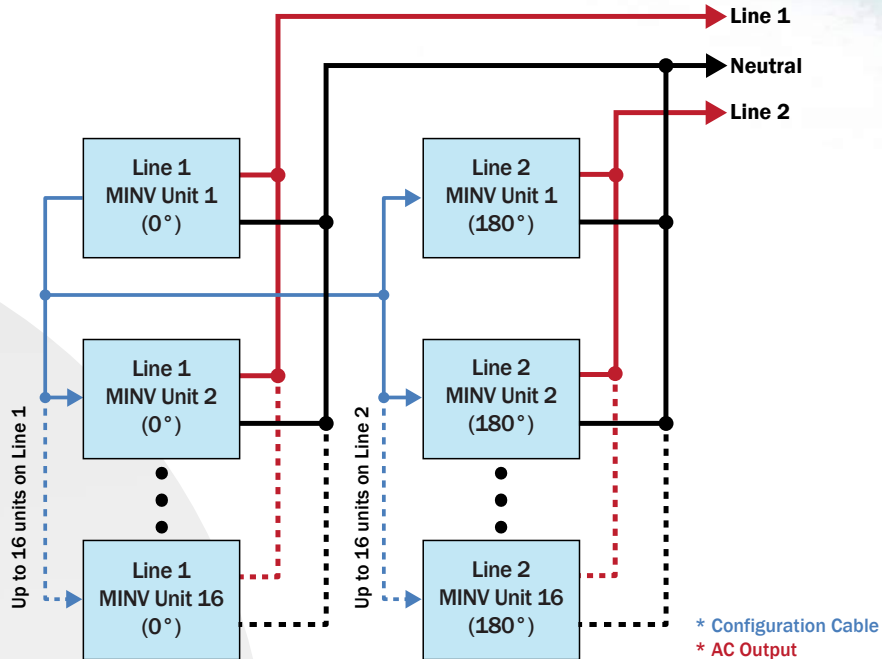 Line 1
Neutral
Line 2
Line 1
MINV Unit 1
(0°)
Line 2
MINV Unit 1
(180°)
Line 1
MINV Unit 2
(0°)
Line 2
MINV Unit 2
(180°)
Up to 16 units on Line 1
Up to 16 units on Line 2
Line 1
MINV Unit 16
(0°)
Line 2
MINV Unit 16
(180°)
* Configuration Cable
* AC Output